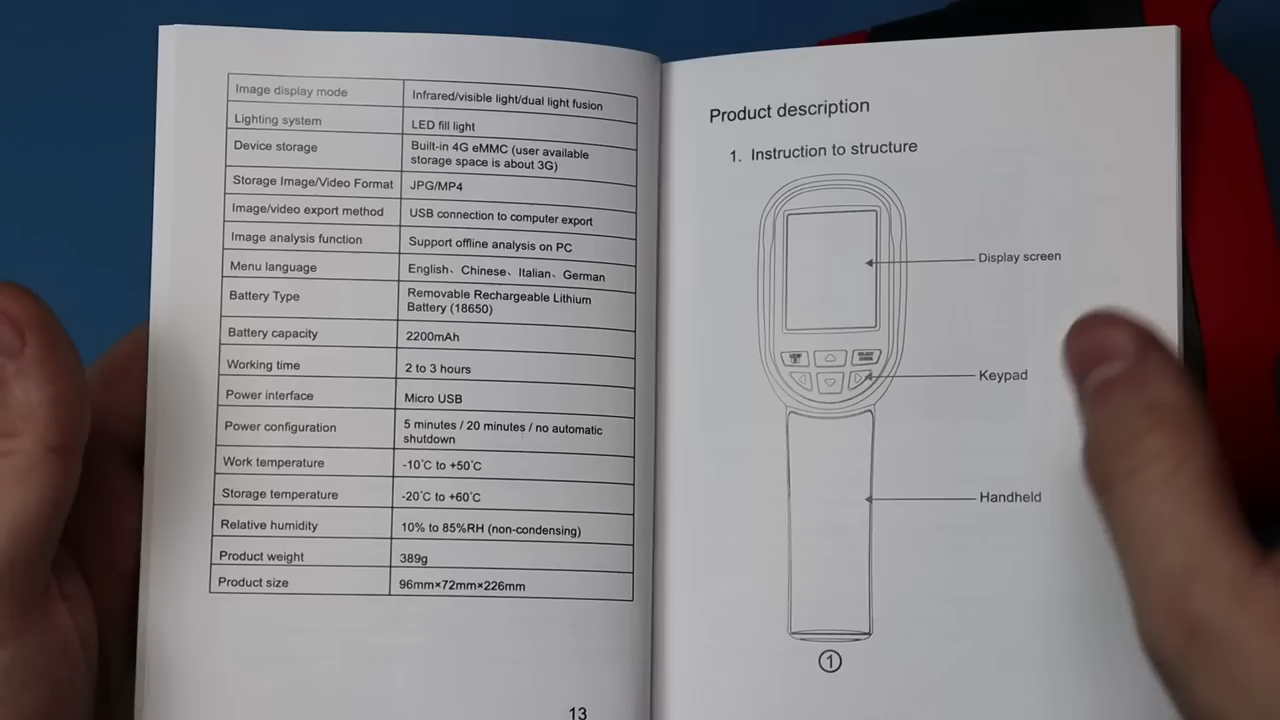 Image display mode
Infrared/visible light/dual light fusion
Lighting system
LED fill light
Device storage
Built-in 4G eMMC (user available
storage space is about 3G)
Storage Image/Video Format
JPG/MP4
Image/video export method
USB connection to computer export
Image analysis function
Support offline analysis on PC
Menu language
English、Chinese、Italian、German
Battery Type
Removable Rechargeable Lithium
Battery (18650)
Battery capacity
2200mAh
Working time
2 to 3 hours
Power interface
Micro USB
Power configuration
5 minutes / 20 minutes / no automatic
shutdown
Work temperature
-10℃ to +50℃
Storage temperature
-20℃ to +60℃
Relative humidity
10% to 85%RH (non-condensing)
Product weight
389g
Product size
96mm×72mm×226mm
13
Product description
1. Instruction to structure
Display screen
Keypad
Handheld
①